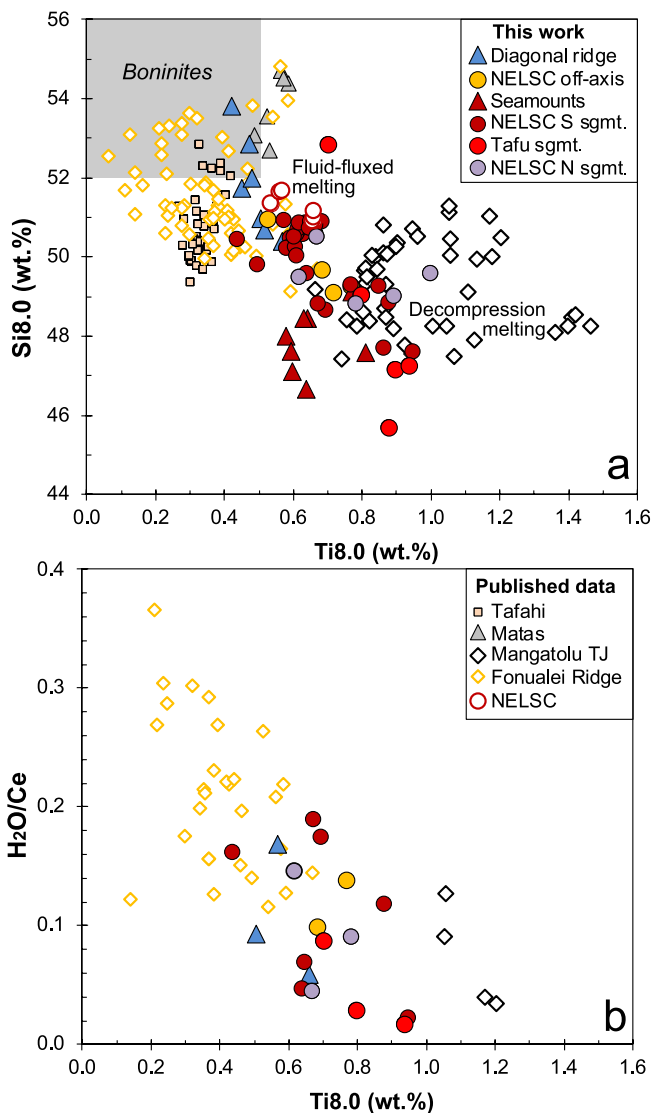 56
54
52
50
48
46
44
Si8.0 (wt.%)
Boninites
This work
Diagonal ridge
NELSC off-axis
Seamounts
NELSC S sgmt.
Tafu sgmt.
NELSC N sgmt.
Fluid-fluxed
melting
Decompression
melting
a
0.0 0.2 0.4 0.6 0.8 1.0 1.2 1.4 1.6
Ti8.0 (wt.%)
0.4
0.3
0.2
0.1
0.0
H2O/Ce
Published data
Tafahi
Matas
Mangatolu TJ
Fonualei Ridge
NELSC
b
0.0 0.2 0.4 0.6 0.8 1.0 1.2 1.4 1.6
Ti8.0 (wt.%)